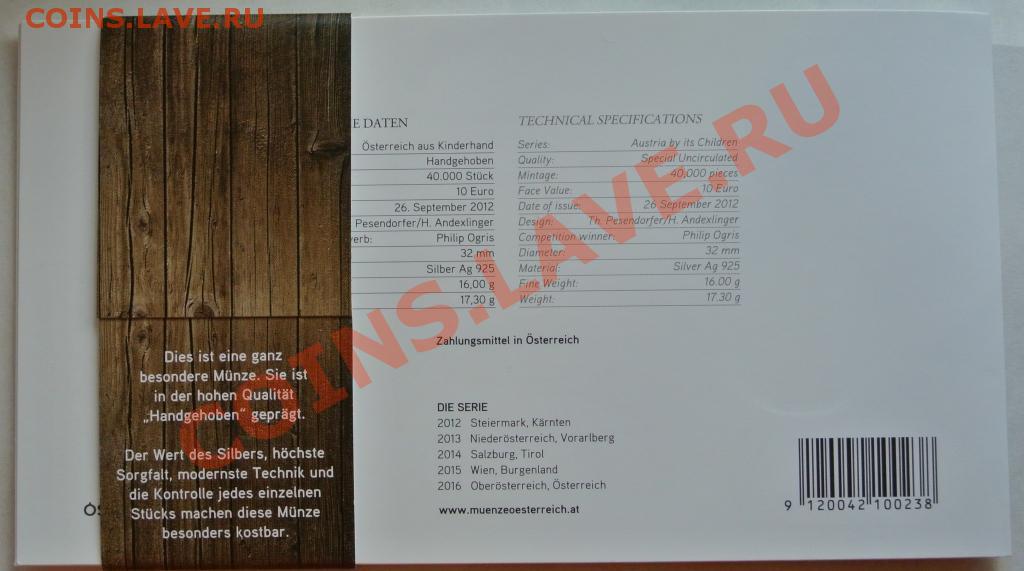 COINS.LAVE.RU
E DATEN
Österreich aus Kinderhand
Handgehoben
40.000 Stück
10 Euro
26. September 2012
Pesendorfer/H. Andexlinger
erb: Philip Ogris
32 mm
Silber Ag 925
16,00 g
17,30 g
TECHNICAL SPECIFICATIONS
Series: Austria by its Children
Quality: Special Uncirculated
Mintage: 40,000 pieces
Face Value: 10 Euro
Date of issue: 26 September 2012
Design: Th. Pesendorfer/H. Andexlinger
Competition winner: Philip Ogris
Diameter: 32 mm
Material: Silver Ag 925
Fine Weight: 16.00 g
Weight: 17.30 g
Zahlungsmittel in Österreich
DIE SERIE
2012 Steiermark, Kärnten
2013 Niederösterreich, Vorarlberg
2014 Salzburg, Tirol
2015 Wien, Burgenland
2016 Oberösterreich, Österreich
www.muenzeoesterreich.at
9 120042 100238
Dies ist eine ganz
besondere Münze. Sie ist
in der hohen Qualität
„Handgehoben“ geprägt.
Der Wert des Silbers, höchste
Sorgfalt, modernste Technik und
die Kontrolle jedes einzelnen
Stücks machen diese Münze
besonders kostbar.
COINS.LAVE.RU